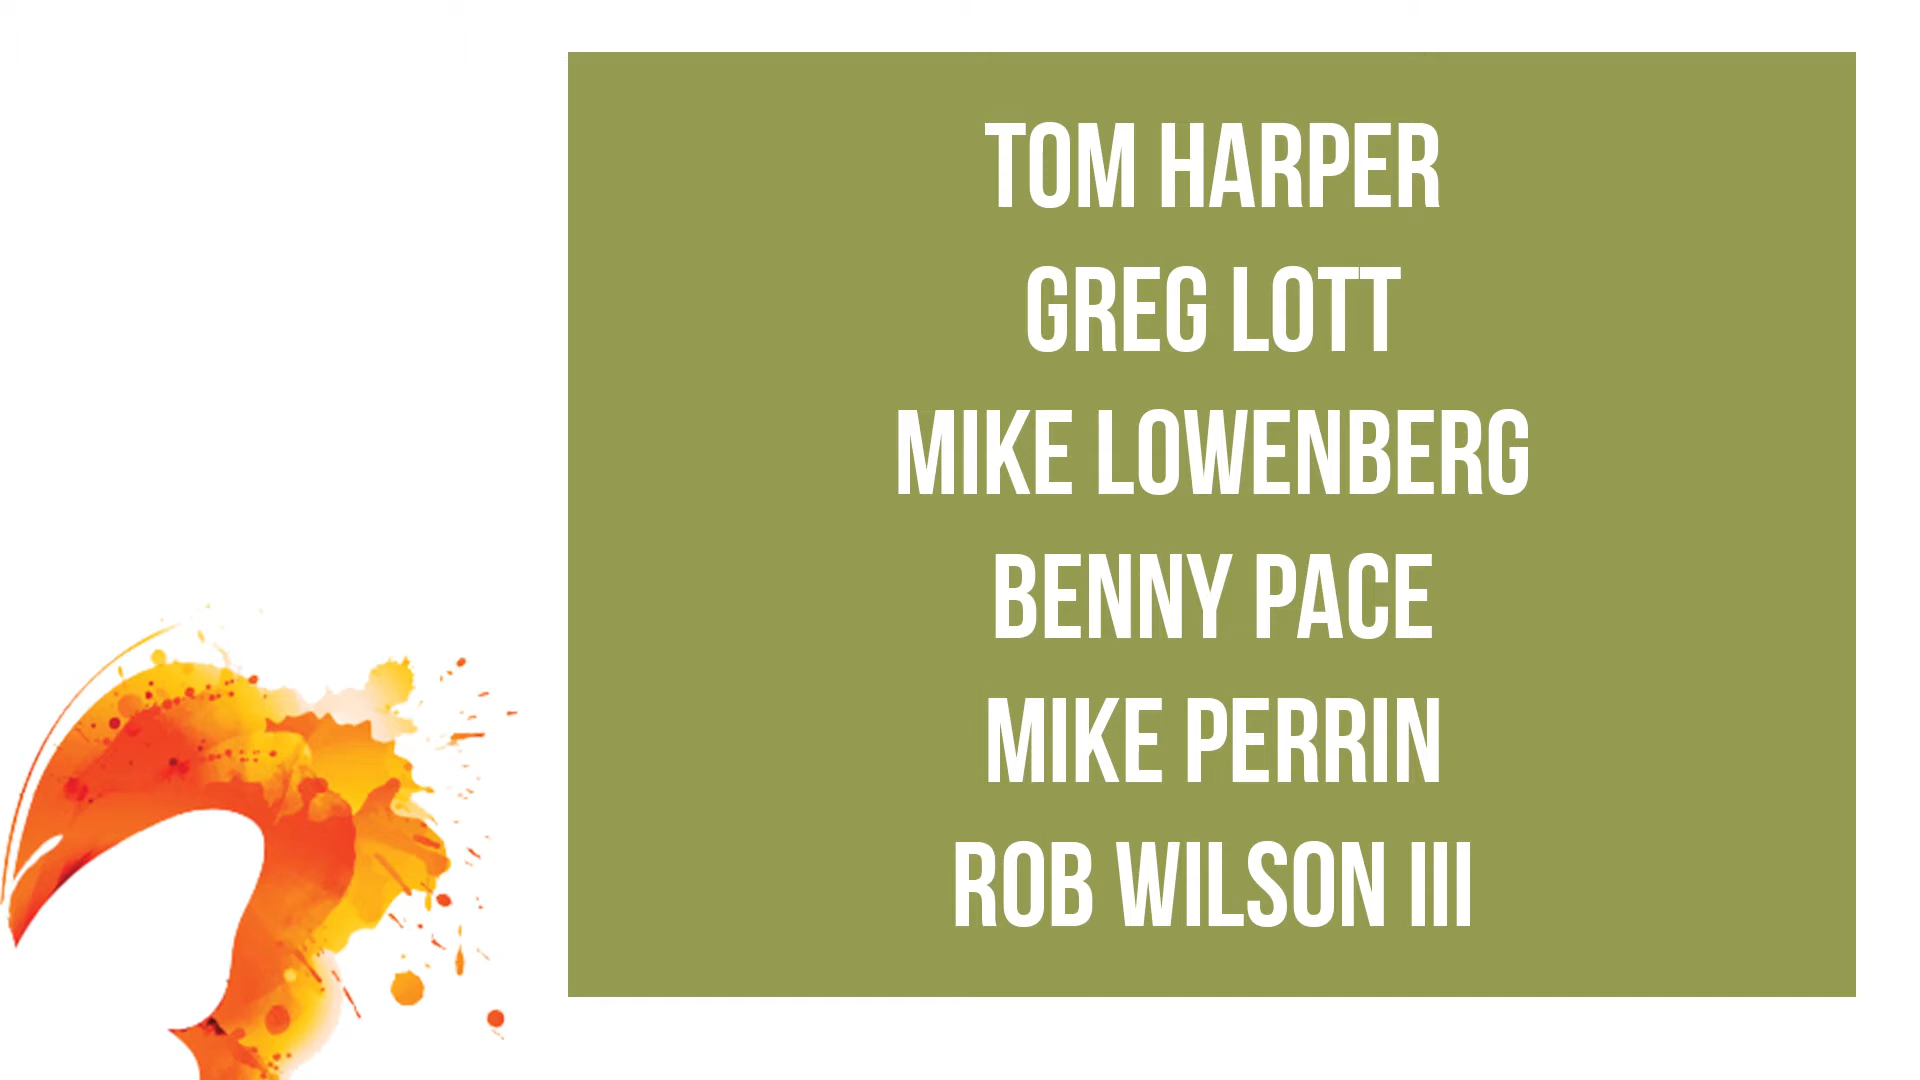 TOM HARPER
GREG LOTT
MIKE LOWENBERG
BENNY PACE
MIKE PERRIN
ROB WILSON III